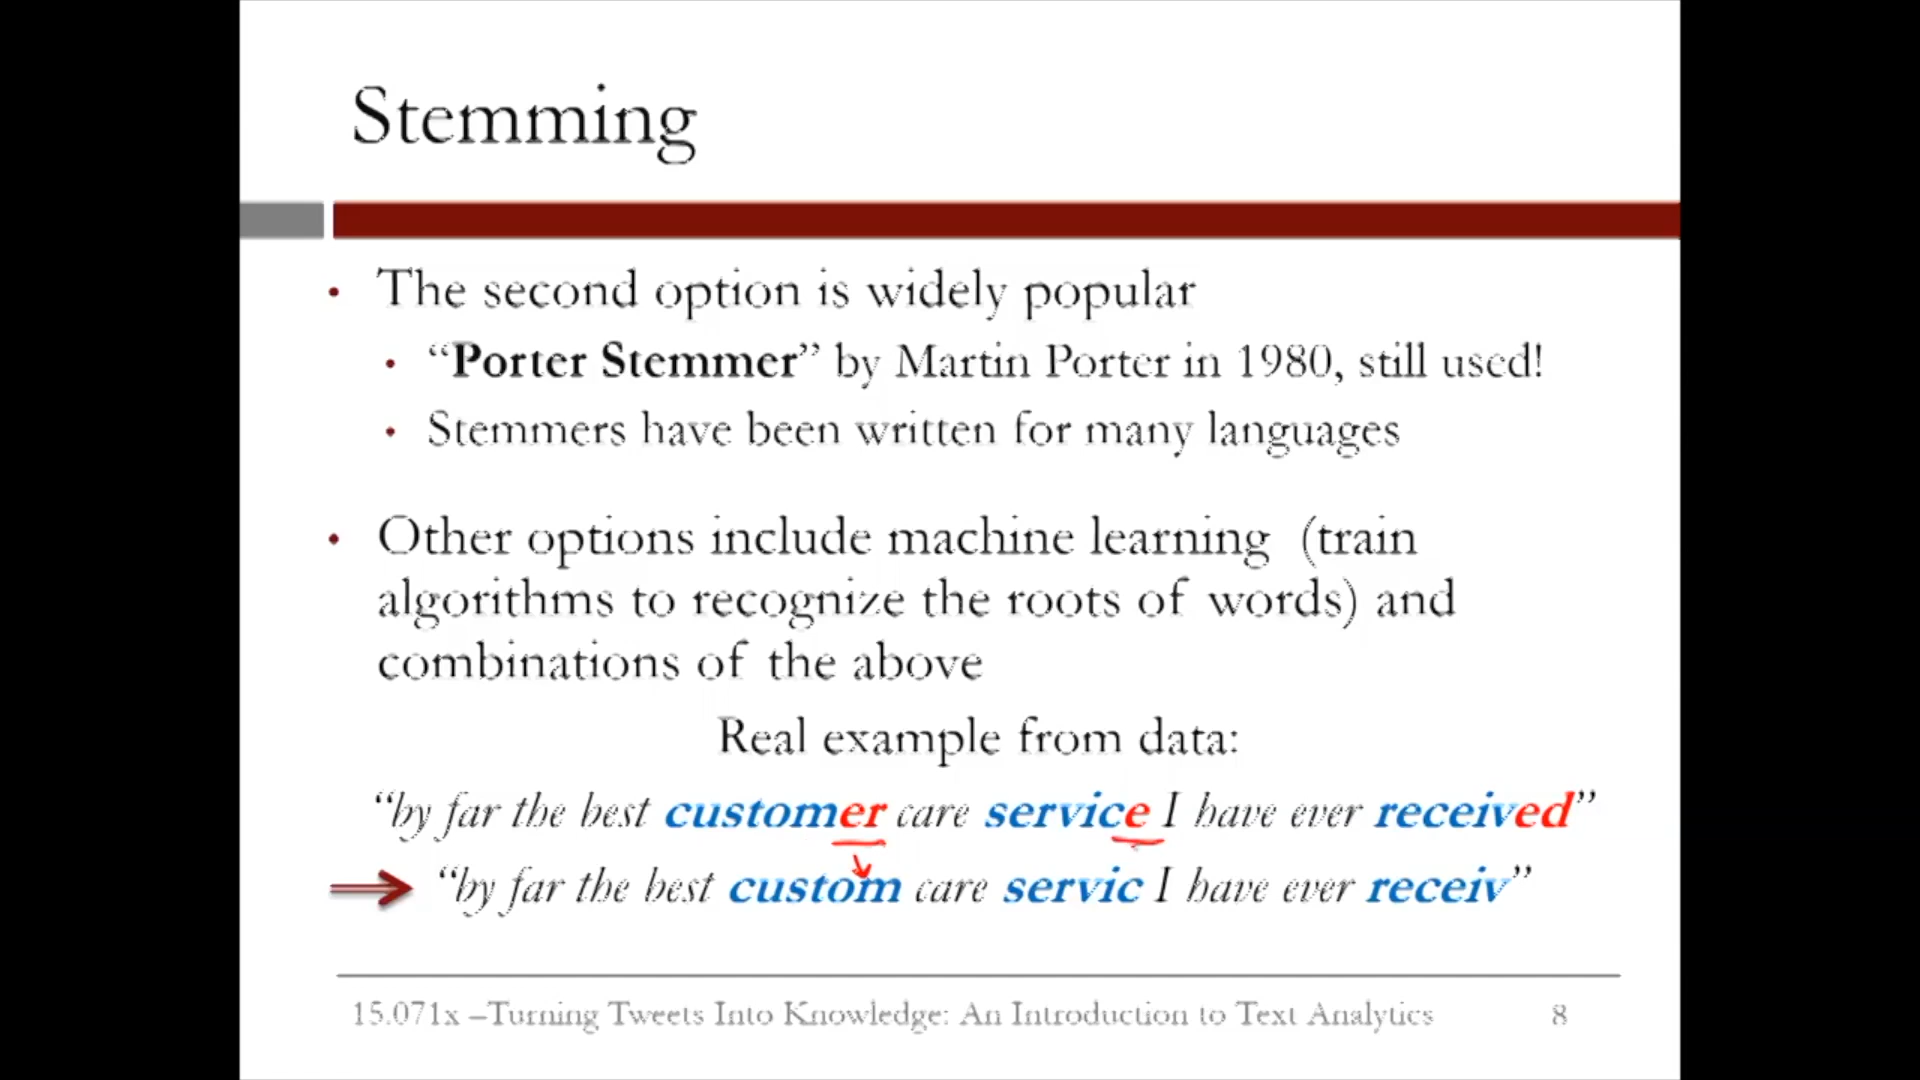 Stemming
• The second option is widely popular
• “Porter Stemmer” by Martin Porter in 1980, still used!
• Stemmers have been written for many languages
• Other options include machine learning (train
algorithms to recognize the roots of words) and
combinations of the above
Real example from data:
“by far the best customer care service I have ever received”
“by far the best custom care servic I have ever receiv”
15.071x –Turning Tweets Into Knowledge: An Introduction to Text Analytics 8